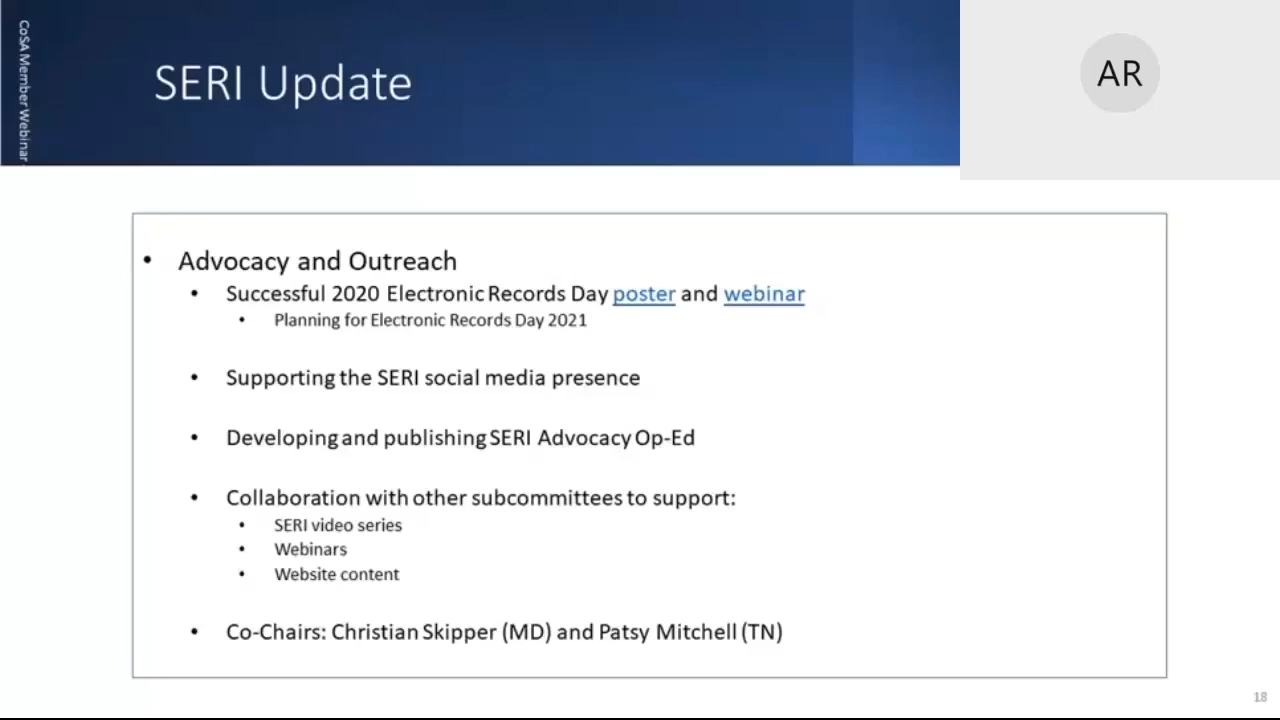 CoSA Member Webinar
SERI Update
AR
• Advocacy and Outreach
• Successful 2020 Electronic Records Day poster and webinar
• Planning for Electronic Records Day 2021
• Supporting the SERI social media presence
• Developing and publishing SERI Advocacy Op-Ed
• Collaboration with other subcommittees to support:
• SERI video series
• Webinars
• Website content
• Co-Chairs: Christian Skipper (MD) and Patsy Mitchell (TN)
18